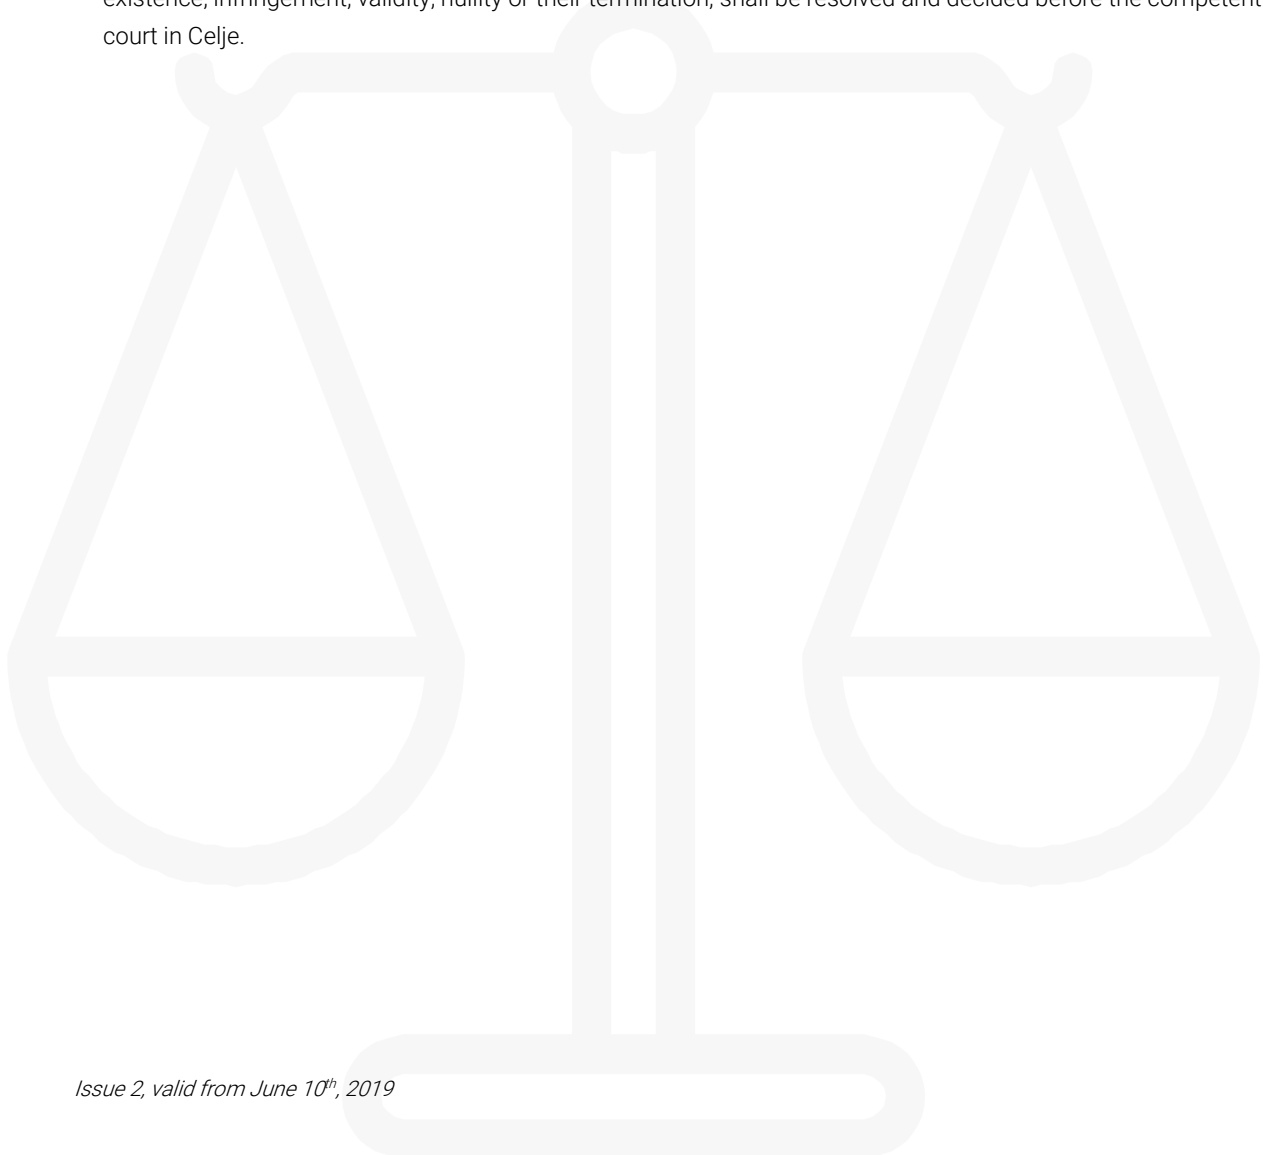 existence, infringement, validity, nullity or their termination, shall be resolved and decided before the competent
court in Celje.
Issue 2, valid from June 10th, 2019